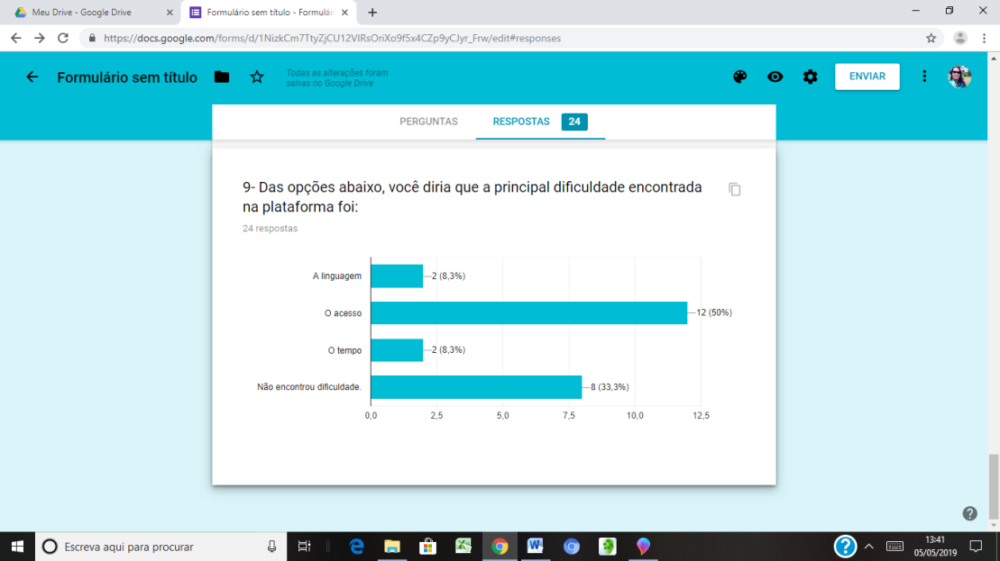 Meu Drive - Google Drive
Formulário sem título - Formulár
https://docs.google.com/forms/d/1NizkCm7TtyZjCU12VlRsOriXo9f5x4CZp9yCJyr_Frw/edit#responses
Formulário sem título
Todas as alterações foram
salvas no Google Drive
ENVIAR
PERGUNTAS
RESPOSTAS
24
9- Das opções abaixo, você diria que a principal dificuldade encontrada
na plataforma foi:
24 respostas
A linguagem
2 (8,3%)
O acesso
12 (50%)
O tempo
2 (8,3%)
Não encontrou dificuldade.
8 (33,3%)
0,0
2,5
5,0
7,5
10,0
12,5
Escreva aqui para procurar
13:41
05/05/2019